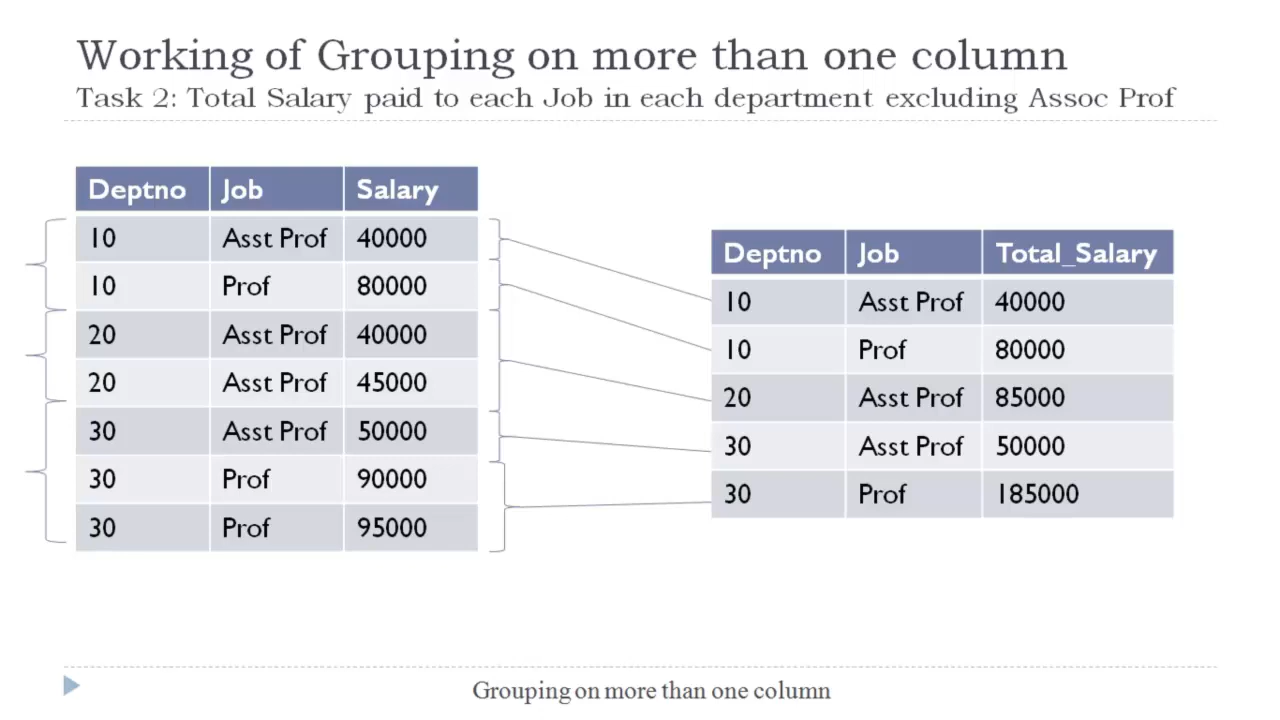 Working of Grouping on more than one column
Task 2: Total Salary paid to each Job in each department excluding Assoc Prof
Deptno Job Salary
10 Asst Prof 40000
10 Prof 80000
20 Asst Prof 40000
20 Asst Prof 45000
30 Asst Prof 50000
30 Prof 90000
30 Prof 95000
Deptno Job Total_Salary
10 Asst Prof 40000
10 Prof 80000
20 Asst Prof 85000
30 Asst Prof 50000
30 Prof 185000
Grouping on more than one column